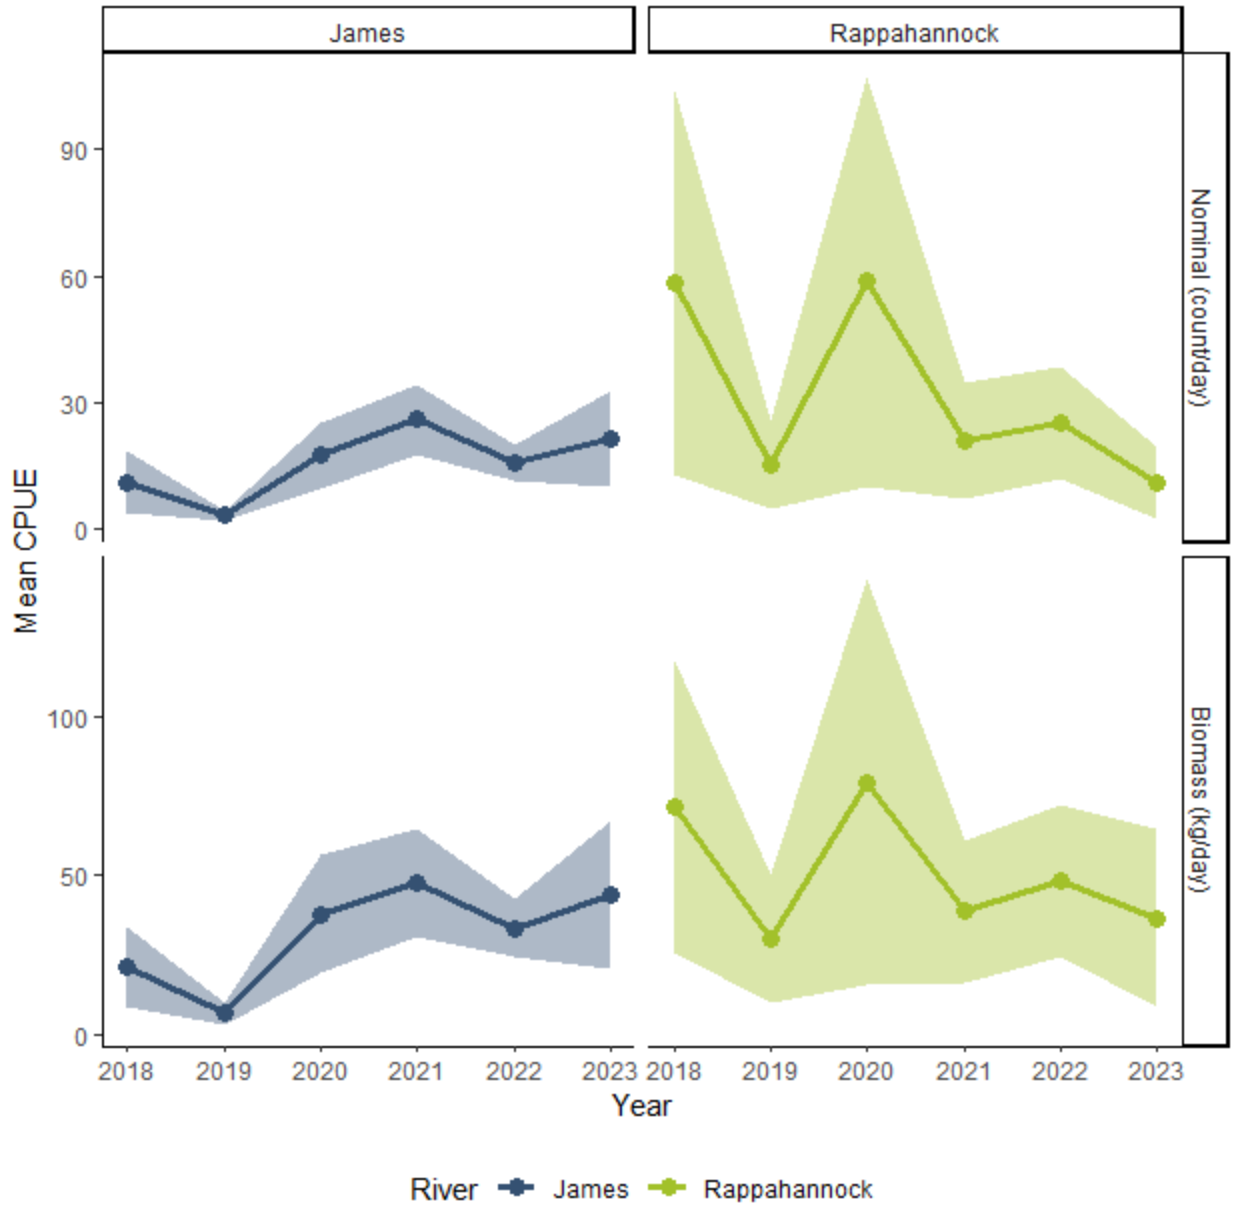 James
Rappahannock
90
60
30
0
Nominal (count/day)
Mean CPUE
100
50
0
Biomass (kg/day)
2018 2019 2020 2021 2022 2023 2018 2019 2020 2021 2022 2023
Year
River James Rappahannock